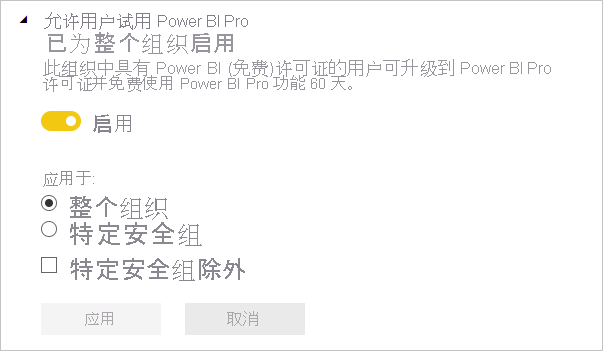 允许用户试用 Power BI Pro
已为整个组织启用
此组织中具有 Power BI (免费)许可证的用户可升级到 Power BI Pro
许可证并免费使用 Power BI Pro 功能 60 天。
启用
应用于:
整个组织
特定安全组
特定安全组除外
应用 取消